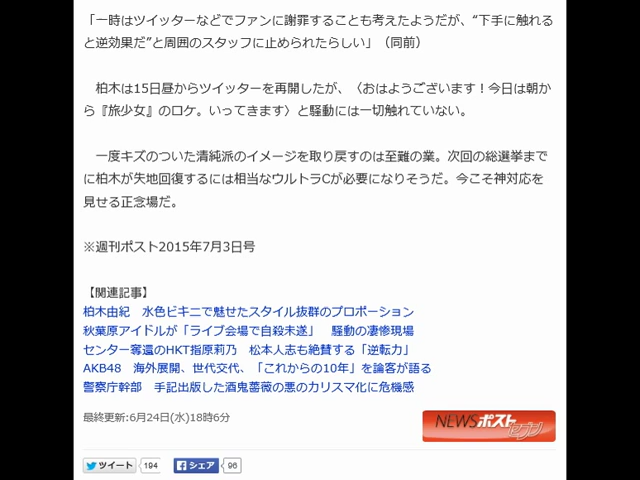 「一時はツイッターなどでファンに謝罪することも考えたようだが、“下手に触れる
と逆効果だ”と周囲のスタッフに止められたらしい」（同前）
柏木は15日昼からツイッターを再開したが、〈おはようございます！今日は朝か
ら『旅少女』のロケ。いってきます〉と騒動には一切触れていない。
一度キズのついた清純派のイメージを取り戻すのは至難の業。次回の総選挙まで
に柏木が失地回復するには相当なウルトラCが必要になりそうだ。今こそ神対応を
見せる正念場だ。
※週刊ポスト2015年7月3日号
【関連記事】
柏木由紀　水色ビキニで魅せたスタイル抜群のプロポーション
秋葉原アイドルが「ライブ会場で自殺未遂」　騒動の凄惨現場
センター奪還のHKT指原莉乃　松本人志も絶賛する「逆転力」
AKB48　海外展開、世代交代、「これからの10年」を論客が語る
警察庁幹部　手記出版した酒鬼薔薇の悪のカリスマ化に危機感
最終更新:6月24日(水)18時6分
NEWSポスト
セブン
ツイート 194 シェア 96